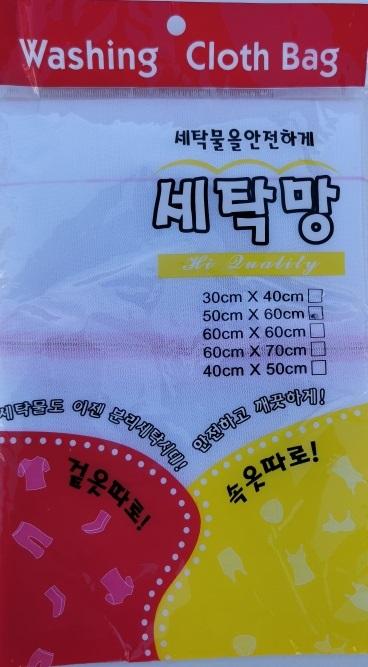 Washing Cloth Bag
세탁물을안전하게
세탁망
Hi Quality
30cm X 40cm
50cm X 60cm
60cm X 60cm
60cm X 70cm
40cm X 50cm
세탁물도 이젠 분리세탁시대! 안전하고 깨끗하게!
겉옷따로!
속옷따로!